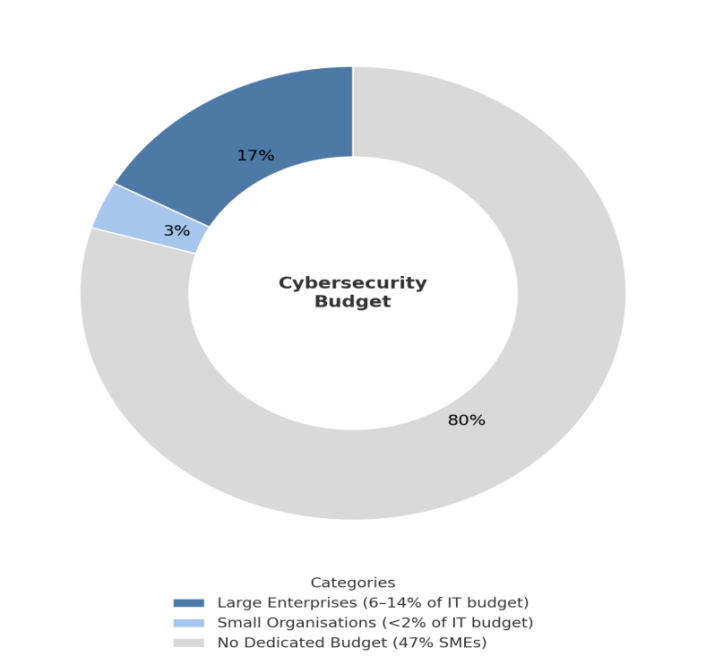 17%
3%
Cybersecurity
Budget
80%
Categories
Large Enterprises (6–14% of IT budget)
Small Organisations (<2% of IT budget)
No Dedicated Budget (47% SMEs)